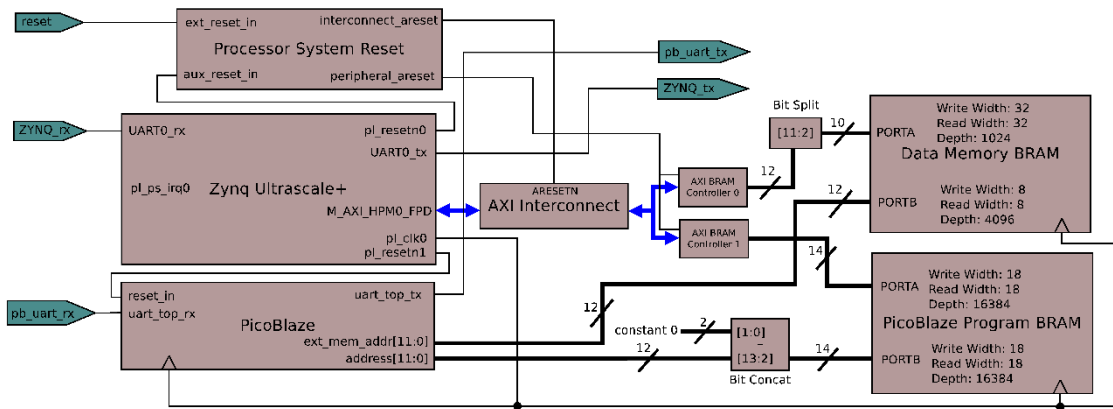 reset
ext_reset_in
interconnect_areset
Processor System Reset
aux_reset_in
peripheral_areset
pb_uart_tx
ZYNQ_tx
ZYNQ_rx
UART0_rx
pl_resetn0
UART0_tx
pl_ps_irq0
Zynq Ultrascale+
M_AXI_HPM0_FPD
pl_clk0
pl_resetn1
ARESETN
AXI Interconnect
AXI BRAM
Controller 0
AXI BRAM
Controller 1
Bit Split
[11:2]
10
12
12
14
PORTA
Write Width: 32
Read Width: 32
Depth: 1024
Data Memory BRAM
PORTB
Write Width: 8
Read Width: 8
Depth: 4096
pb_uart_rx
reset_in
uart_top_rx
uart_top_tx
PicoBlaze
ext_mem_addr[11:0]
address[11:0]
12
12
constant 0
2
[1:0]
–
[13:2]
Bit Concat
14
PORTA
Write Width: 18
Read Width: 18
Depth: 16384
PicoBlaze Program BRAM
PORTB
Write Width: 18
Read Width: 18
Depth: 16384